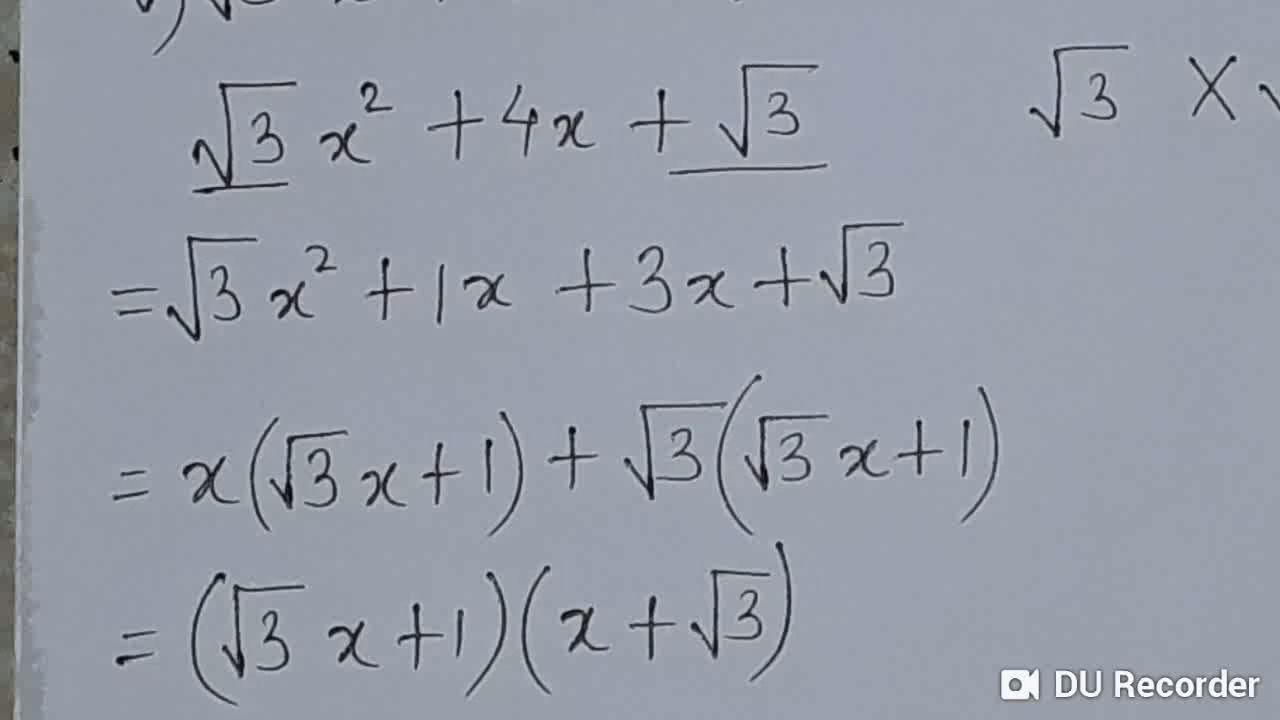 √3 x² + 4x + √3
√3 ×
= √3 x² + 1x + 3x + √3
= x(√3 x + 1) + √3(√3 x + 1)
= (√3 x + 1)(x + √3)
DU Recorder